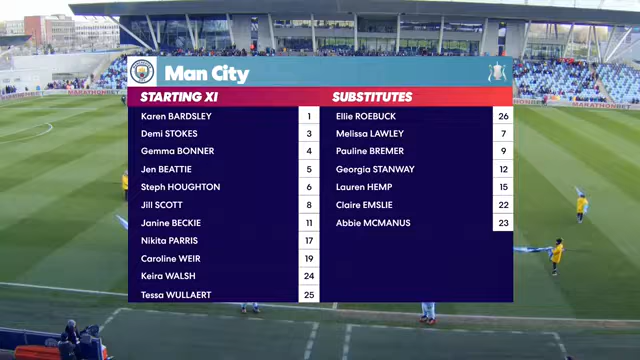 Man City
STARTING XI
Karen BARDSLEY 1
Demi STOKES 3
Gemma BONNER 4
Jen BEATTIE 5
Steph HOUGHTON 6
Jill SCOTT 8
Janine BECKIE 11
Nikita PARRIS 17
Caroline WEIR 19
Keira WALSH 24
Tessa WULLAERT 25
SUBSTITUTES
Ellie ROEBUCK 26
Melissa LAWLEY 7
Pauline BREMER 9
Georgia STANWAY 12
Lauren HEMP 15
Claire EMSLIE 22
Abbie MCMANUS 23
MARATHONBET
MARATHONBET